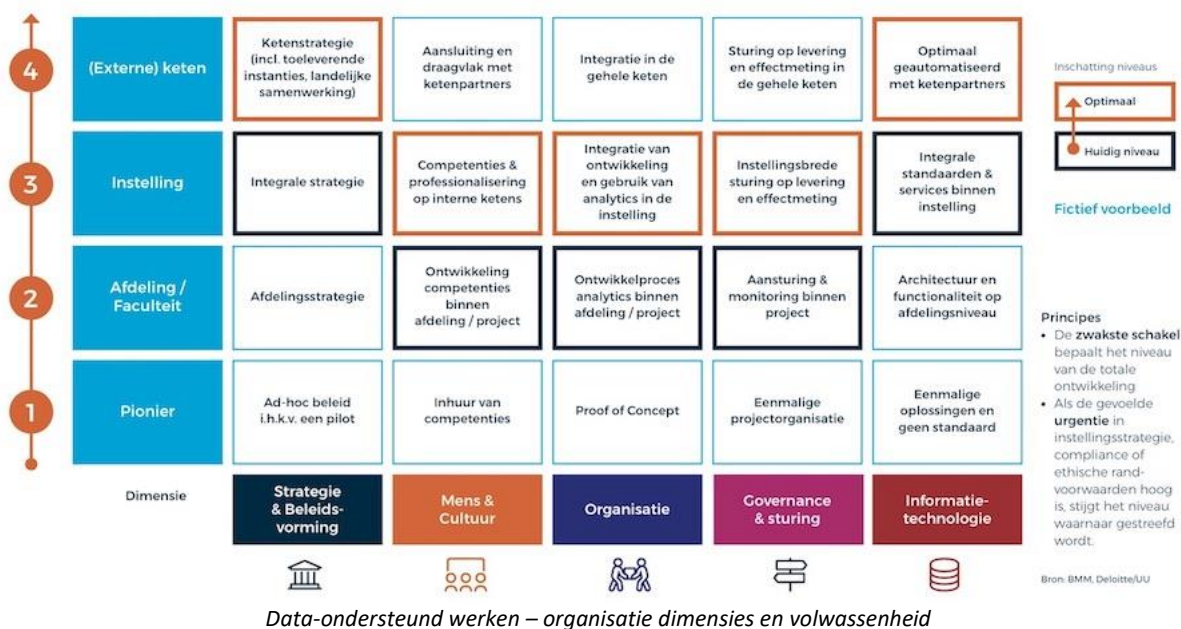 4
(Externe) keten
Ketenstrategie
(incl. toeleverende
instanties, landelijke
samenwerking)
Aansluiting en
draagvlak met
ketenpartners
Integratie in de
gehele keten
Sturing op levering
en effectmeting in
de gehele keten
Optimaal
geautomatiseerd
met ketenpartners
Inschatting niveaus
Optimaal
Huidig niveau
Fictief voorbeeld
3
Instelling
Integrale strategie
Competenties &
professionalisering
op interne ketens
Integratie van
ontwikkeling
en gebruik van
analytics in de
instelling
Instellingsbrede
sturing op levering
en effectmeting
Integrale
standaarden &
services binnen
instelling
2
Afdeling /
Faculteit
Afdelingsstrategie
Ontwikkeling
competenties
binnen
afdeling / project
Ontwikkelproces
analytics binnen
afdeling / project
Aansturing &
monitoring binnen
project
Architectuur en
functionaliteit op
afdelingsniveau
1
Pionier
Ad-hoc beleid
i.h.k.v. een pilot
Inhuur van
competenties
Proof of Concept
Eenmalige
projectorganisatie
Eenmalige
oplossingen en
geen standaard
Principes
• De zwakste schakel
bepaalt het niveau
van de totale
ontwikkeling
• Als de gevoelde
urgentie in
instellingsstrategie,
compliance of
ethische rand-
voorwaarden hoog
is, stijgt het niveau
waarnaar gestreefd
wordt.
Dimensie
Strategie
& Beleids-
vorming
Mens &
Cultuur
Organisatie
Governance
& sturing
Informatie-
technologie
Bron: BMM, Deloitte/UU
Data-ondersteund werken – organisatie dimensies en volwassenheid